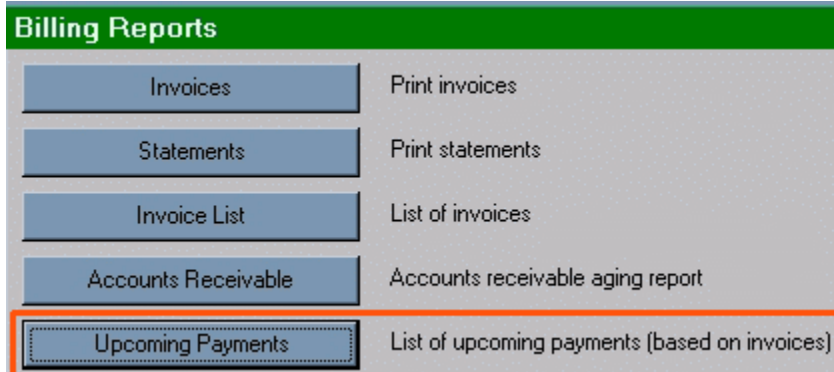 Billing Reports
Invoices Print invoices
Statements Print statements
Invoice List List of invoices
Accounts Receivable Accounts receivable aging report
Upcoming Payments List of upcoming payments (based on invoices)